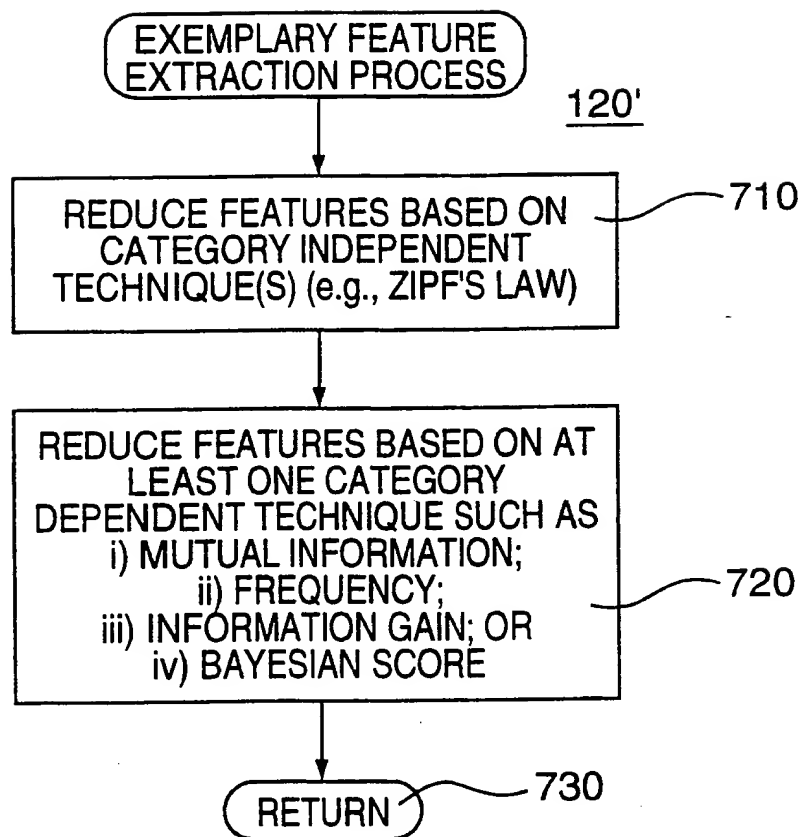 EXEMPLARY FEATURE
EXTRACTION PROCESS
120'
REDUCE FEATURES BASED ON
CATEGORY INDEPENDENT
TECHNIQUE(S) (e.g., ZIPF'S LAW)
710
REDUCE FEATURES BASED ON AT
LEAST ONE CATEGORY
DEPENDENT TECHNIQUE SUCH AS
i) MUTUAL INFORMATION;
ii) FREQUENCY;
iii) INFORMATION GAIN; OR
iv) BAYESIAN SCORE
720
RETURN
730